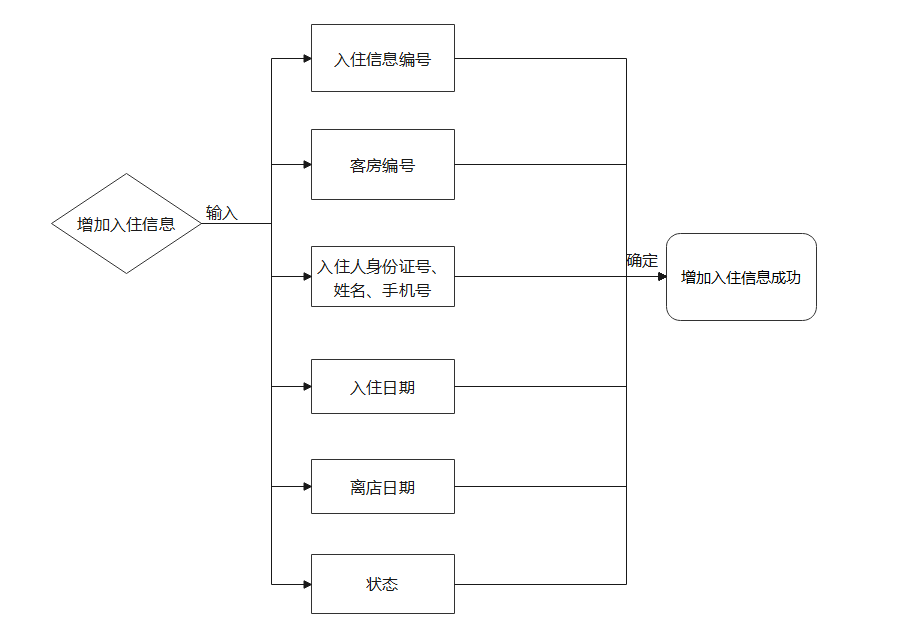 入住信息编号
客房编号
输入
增加入住信息
入住人身份证号、
姓名、手机号
确定
增加入住信息成功
入住日期
离店日期
状态